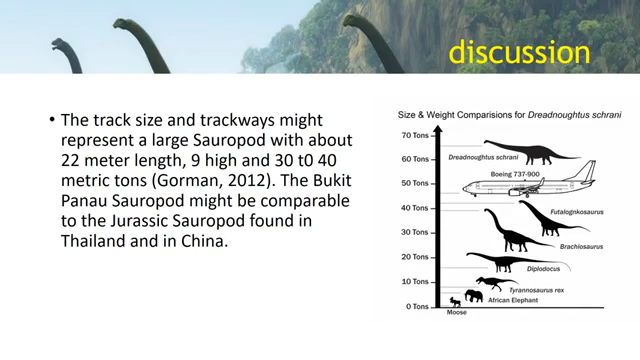 discussion
• The track size and trackways might
represent a large Sauropod with about
22 meter length, 9 high and 30 t0 40
metric tons (Gorman, 2012). The Bukit
Panau Sauropod might be comparable
to the Jurassic Sauropod found in
Thailand and in China.
Size & Weight Comparisions for Dreadnoughtus schrani
70 Tons
Dreadnoughtus schrani
60 Tons
Boeing 737-900
50 Tons
40 Tons
Futalognkosaurus
30 Tons
Brachiosaurus
20 Tons
Diplodocus
10 Tons
Tyrannosaurus rex
African Elephant
0 Tons
Moose